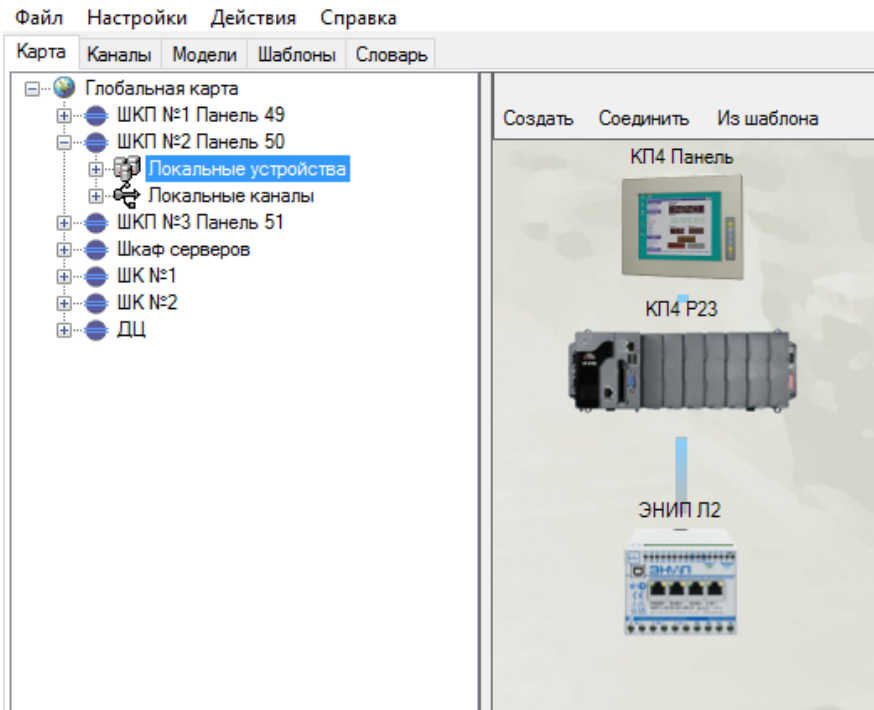 Файл Настройки Действия Справка
Карта Каналы Модели Шаблоны Словарь
Глобальная карта
ШКП №1 Панель 49
ШКП №2 Панель 50
Локальные устройства
Локальные каналы
ШКП №3 Панель 51
Шкаф серверов
ШК №1
ШК №2
ДЦ
Создать Соединить Из шаблона
КП4 Панель
КП4 P23
ЭНИП Л2
ЭНИП